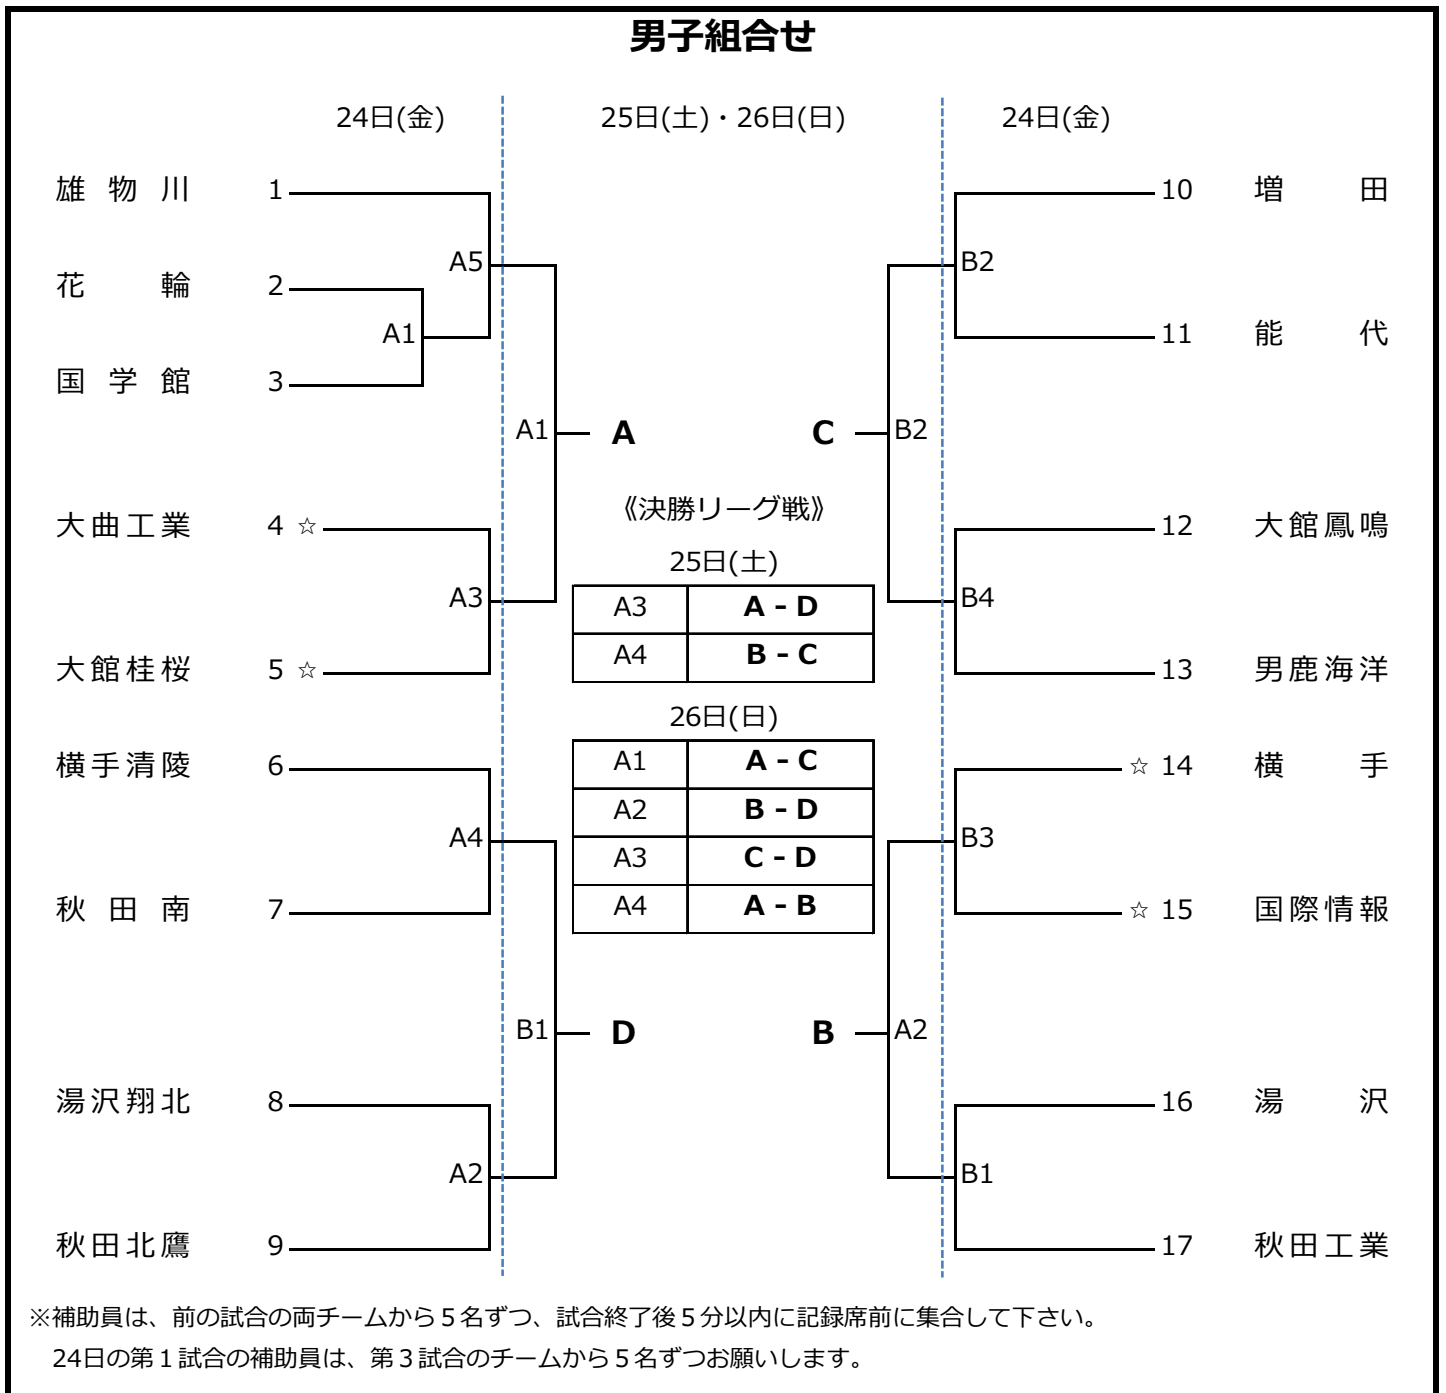 男子組合せ
24日(金) 25日(土)・26日(日) 24日(金)
雄物川 1 10 増田
A5 B2
花輪 2
A1 11 能代
国学館 3
A1 A C B2
《決勝リーグ戦》
大曲工業 4 ☆ 12 大館鳳鳴
25日(土)
A3 A3 A－D B4
A4 B－C
大館桂桜 5 ☆ 13 男鹿海洋
26日(日)
横手清陵 6 A1 A－C ☆ 14 横手
A2 B－D
A4 A3 C－D B3
秋田南 7 A4 A－B ☆ 15 国際情報
B1 D B A2
湯沢翔北 8 16 湯沢
A2 B1
秋田北鷹 9 17 秋田工業
※補助員は、前の試合の両チームから５名ずつ、試合終了後５分以内に記録席前に集合して下さい。
24日の第１試合の補助員は、第３試合のチームから５名ずつお願いします。